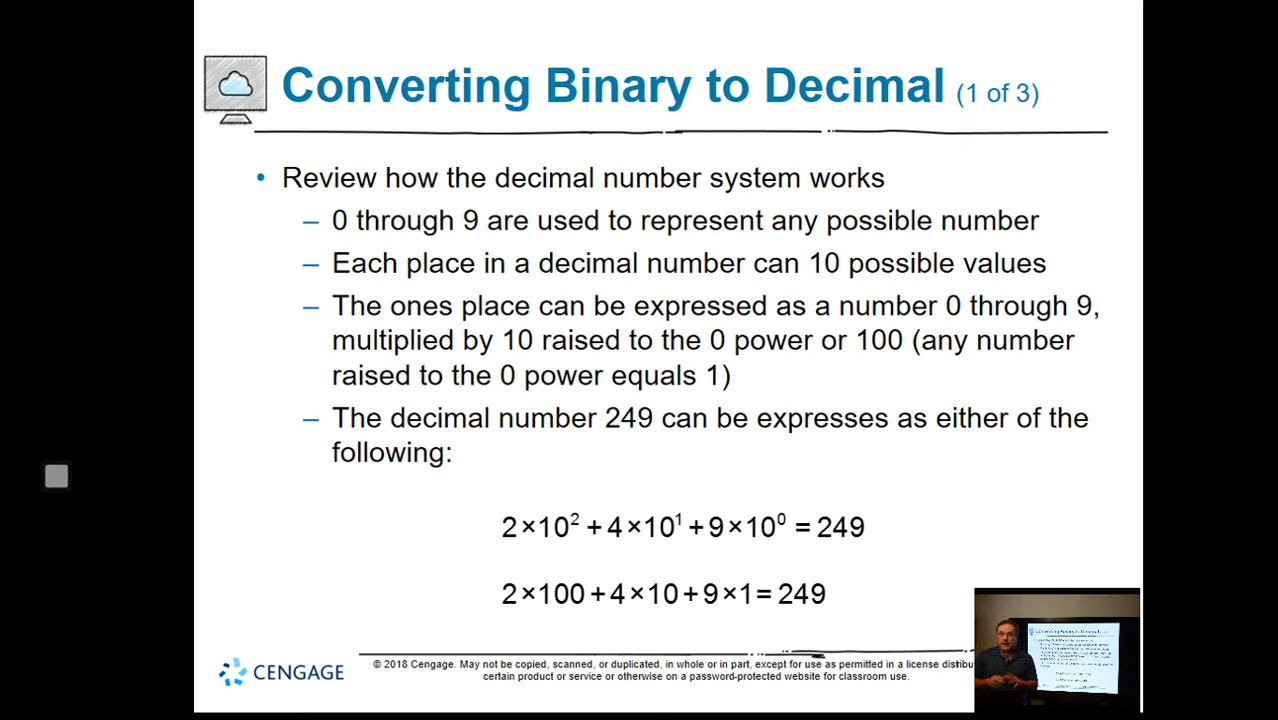 Converting Binary to Decimal (1 of 3)
• Review how the decimal number system works
– 0 through 9 are used to represent any possible number
– Each place in a decimal number can 10 possible values
– The ones place can be expressed as a number 0 through 9,
multiplied by 10 raised to the 0 power or 100 (any number
raised to the 0 power equals 1)
– The decimal number 249 can be expresses as either of the
following:
2×10² + 4×10¹ + 9×10⁰ = 249
2×100 + 4×10 + 9×1 = 249
CENGAGE
© 2018 Cengage. May not be copied, scanned, or duplicated, in whole or in part, except for use as permitted in a license distribu
certain product or service or otherwise on a password-protected website for classroom use.
Converting Binary to Decimal